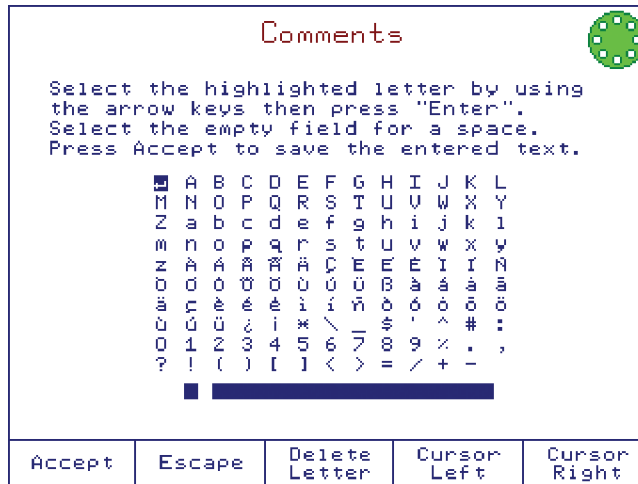 Comments
Select the highlighted letter by using
the arrow keys then press "Enter".
Select the empty field for a space.
Press Accept to save the entered text.
↵ A B C D E F G H I J K L
M N O P Q R S T U V W X Y
Z a b c d e f g h i j k l
m n o p q r s t u v w x y
0 1 2 3 4 5 6 7 8 9 % . ,
? ! ( ) [ ] < > = / + -
Accept
Escape
Delete
Letter
Cursor
Left
Cursor
Right